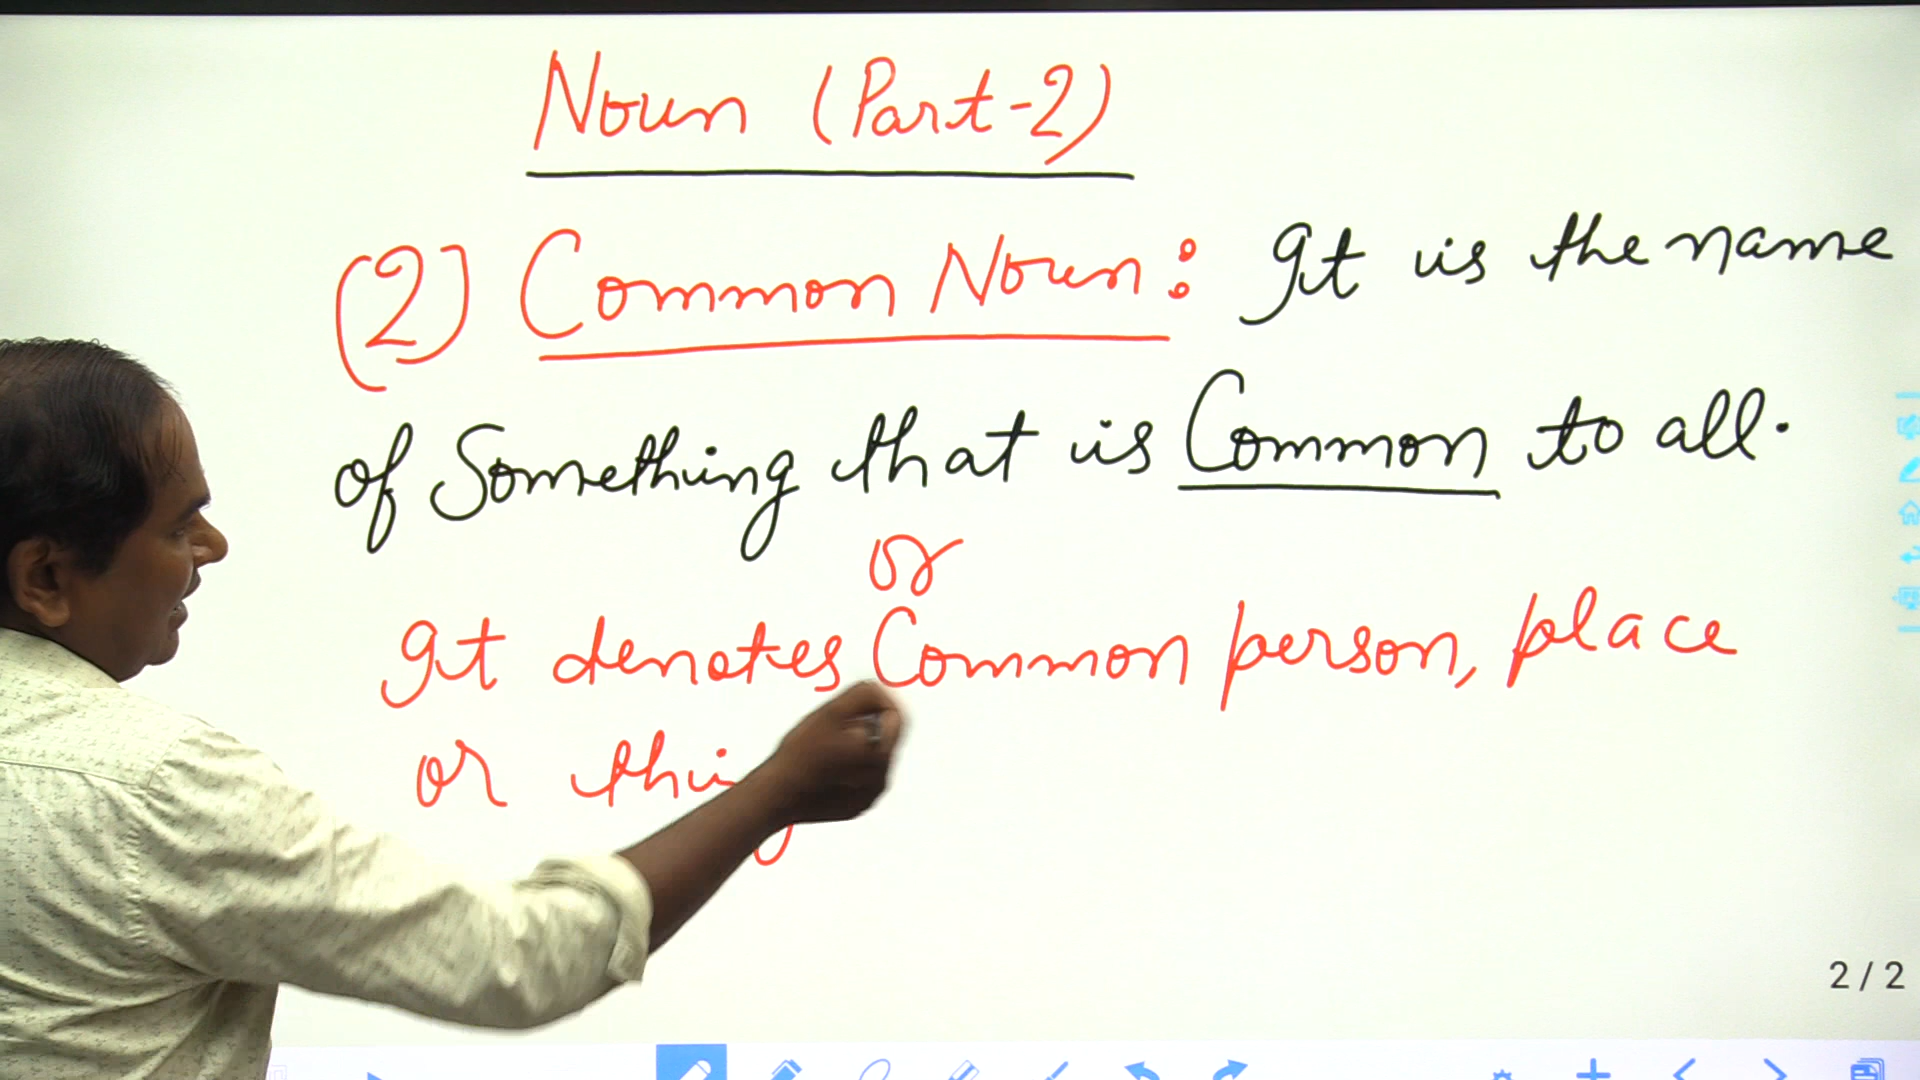 Noun (Part-2)
(2) Common Noun: It is the name
of Something that is Common to all.
or
It denotes Common person, place
or thing
2/2